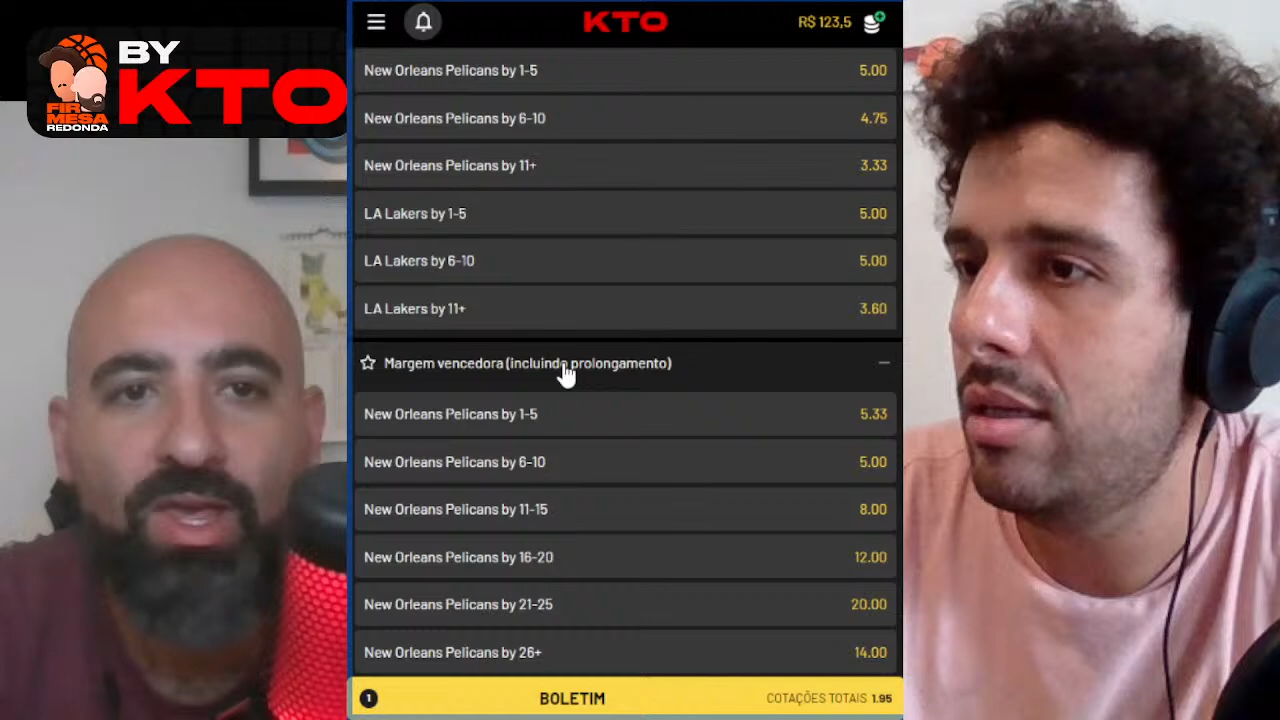 BY
KTO
FIR
MESA
REDONDA
KTO
R$ 123,5
New Orleans Pelicans by 1-5 5.00
New Orleans Pelicans by 6-10 4.75
New Orleans Pelicans by 11+ 3.33
LA Lakers by 1-5 5.00
LA Lakers by 6-10 5.00
LA Lakers by 11+ 3.60
Margem vencedora (incluindo prolongamento)
New Orleans Pelicans by 1-5 5.33
New Orleans Pelicans by 6-10 5.00
New Orleans Pelicans by 11-15 8.00
New Orleans Pelicans by 16-20 12.00
New Orleans Pelicans by 21-25 20.00
New Orleans Pelicans by 26+ 14.00
1 BOLETIM COTAÇÕES TOTAIS 1.95